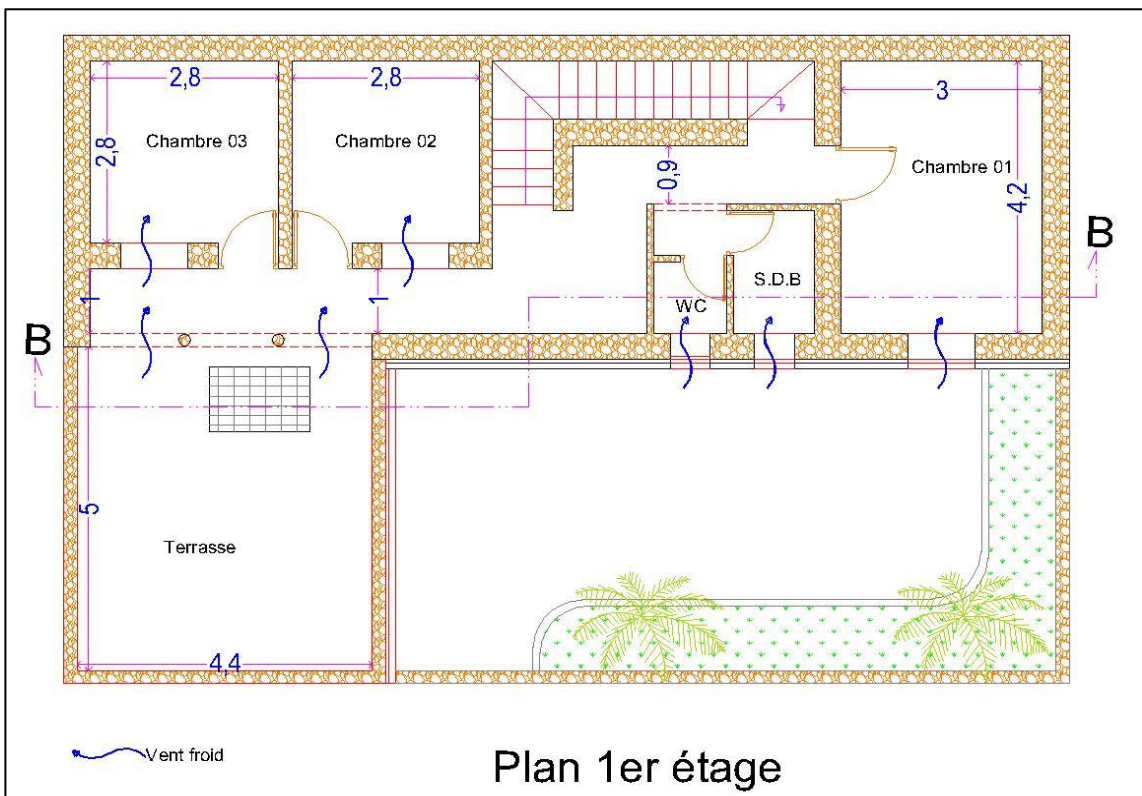 2,8
2,8
3
Chambre 03
Chambre 02
2,8
0,9
Chambre 01
4,2
B
1
1
WC
S.D.B
B
5
Terrasse
4,4
Vent froid
Plan 1er étage